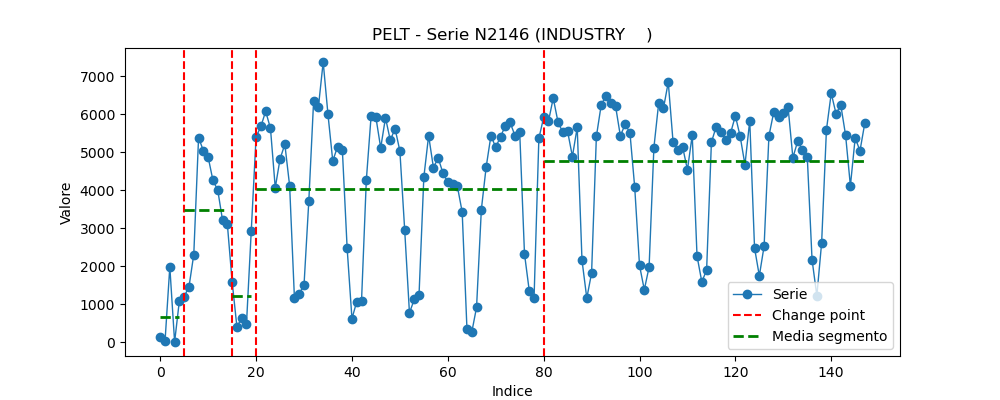 PELT - Serie N2146 (INDUSTRY    )
Valore
7000
6000
5000
4000
3000
2000
1000
0
0 20 40 60 80 100 120 140
Indice
Serie
Change point
Media segmento